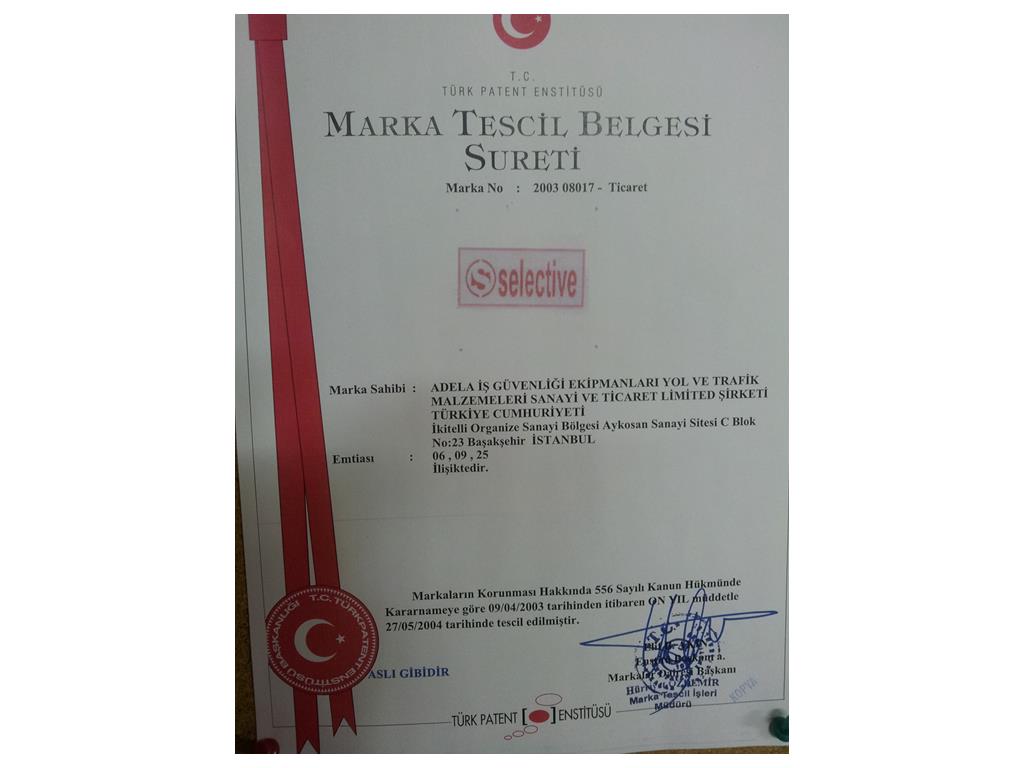 T.C.
TÜRK PATENT ENSTİTÜSÜ
MARKA TESCİL BELGESİ
SURETİ
Marka No : 2003 08017 - Ticaret
S selective
Marka Sahibi : ADELA İŞ GÜVENLİĞİ EKİPMANLARI YOL VE TRAFİK
MALZEMELERİ SANAYİ VE TİCARET LİMİTED ŞİRKETİ
TÜRKİYE CUMHURİYETİ
İkitelli Organize Sanayi Bölgesi Aykosan Sanayi Sitesi C Blok
No:23 Başakşehir İSTANBUL
Emtiası : 06 , 09 , 25
İlişiktedir.
Markaların Korunması Hakkında 556 Sayılı Kanun Hükmünde
Kararnameye göre 09/04/2003 tarihinden itibaren ON YIL müddetle
27/05/2004 tarihinde tescil edilmiştir.
T.C. TÜRK PATENT ENSTİTÜSÜ BAŞKANLIĞI
ASLI GİBİDİR
Başkanı a.
Markalar Dairesi Başkanı
Marka Tescil İşleri
Müdürü
KOPYA
TÜRK PATENT [ ] ENSTİTÜSÜ